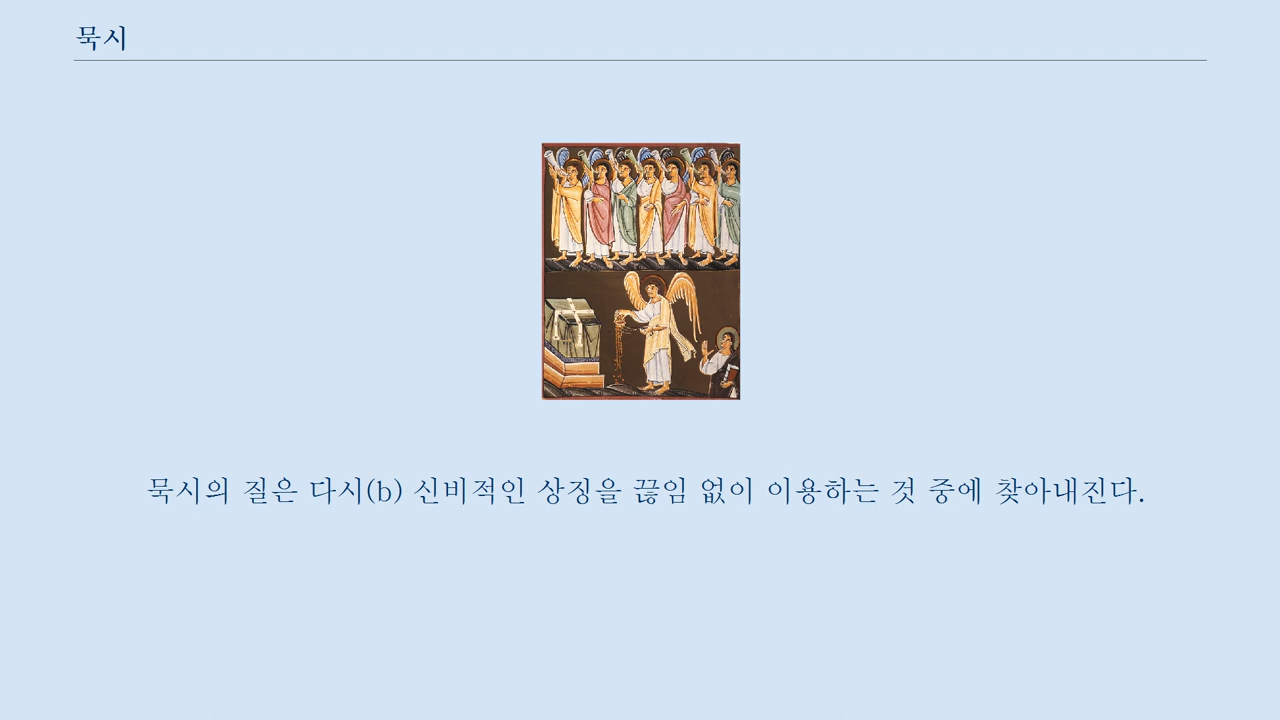 묵시
묵시의 질은 다시(b) 신비적인 상징을 끊임 없이 이용하는 것 중에 찾아내진다.